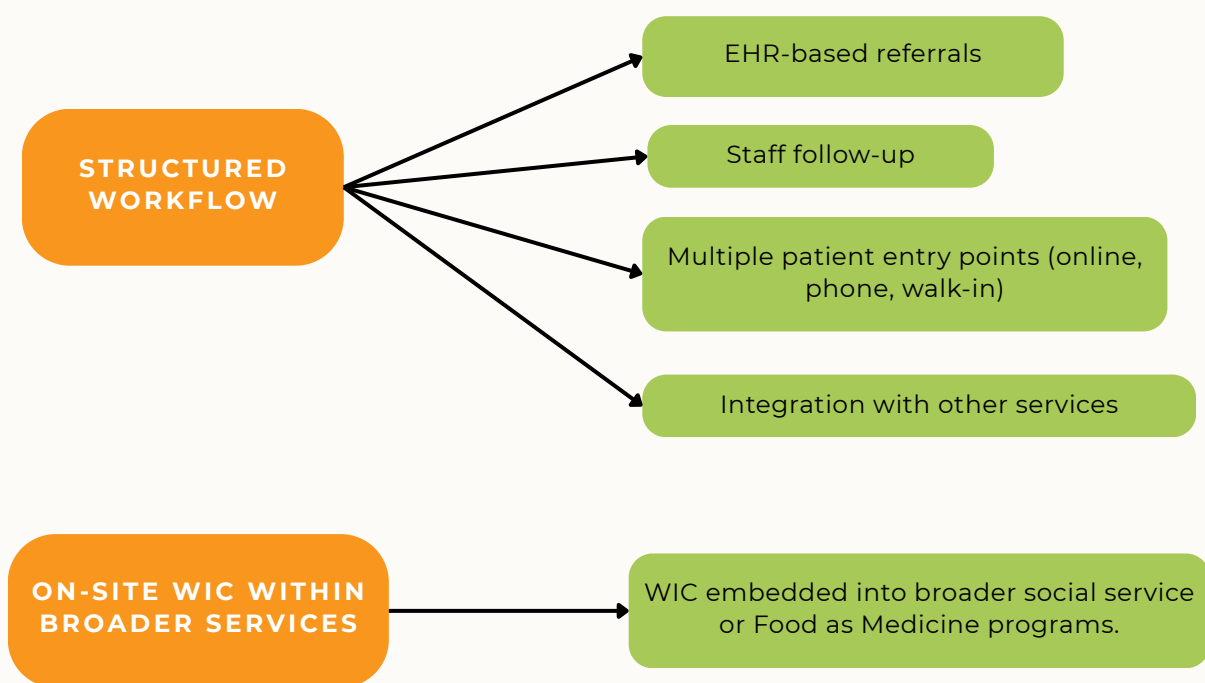 STRUCTURED
WORKFLOW
EHR-based referrals
Staff follow-up
Multiple patient entry points (online,
phone, walk-in)
Integration with other services
ON-SITE WIC WITHIN
BROADER SERVICES
WIC embedded into broader social service
or Food as Medicine programs.